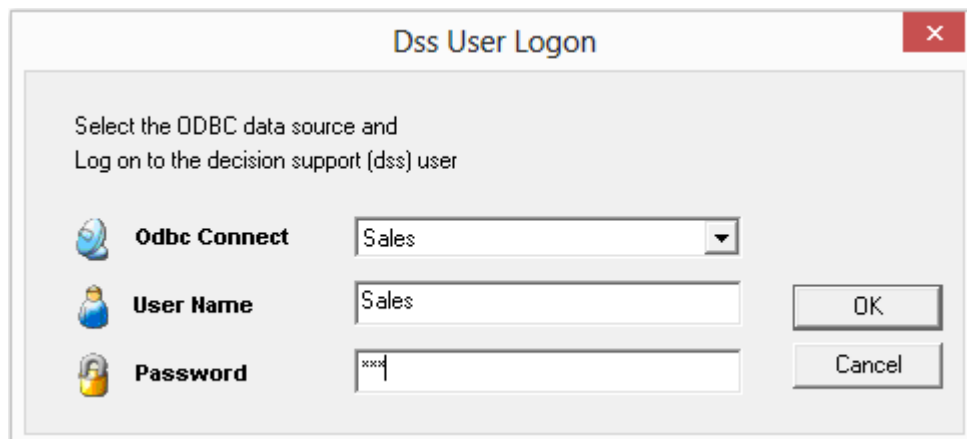 Dss User Logon
Select the ODBC data source and
Log on to the decision support (dss) user
Odbc Connect
Sales
User Name
Sales
OK
Password
***
Cancel